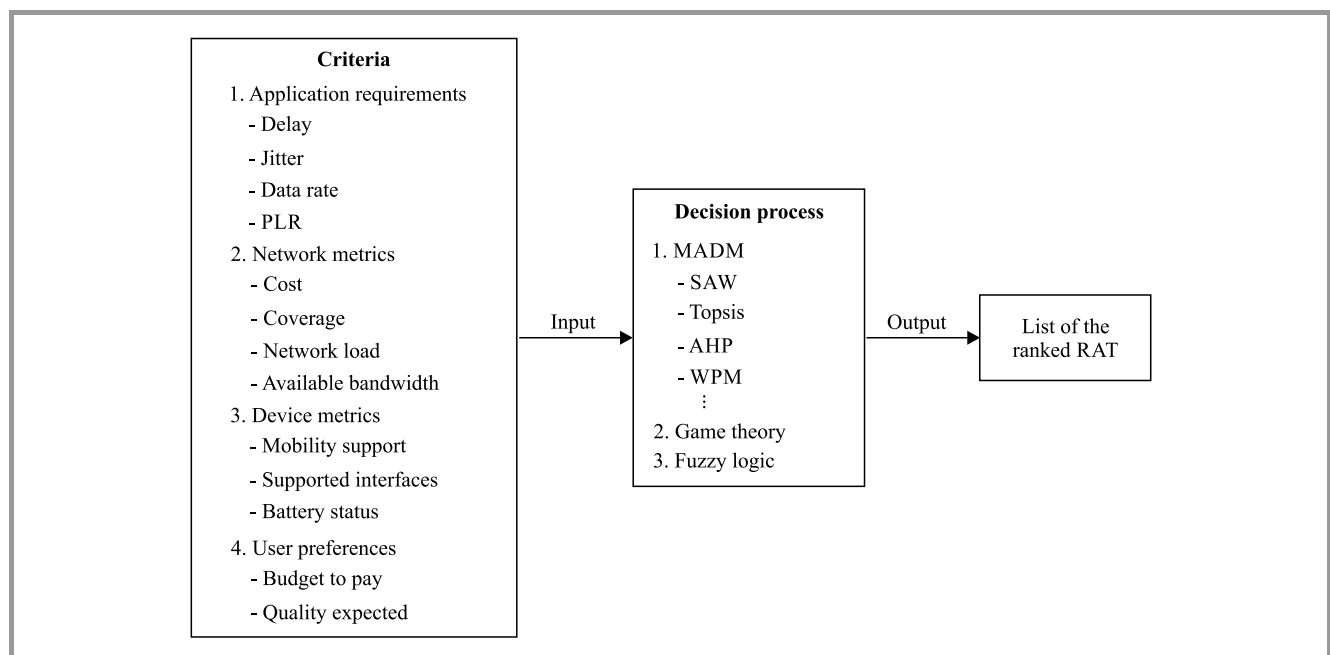 Criteria
1. Application requirements
- Delay
- Jitter
- Data rate
- PLR
2. Network metrics
- Cost
- Coverage
- Network load
- Available bandwidth
3. Device metrics
- Mobility support
- Supported interfaces
- Battery status
4. User preferences
- Budget to pay
- Quality expected
Input
Decision process
1. MADM
- SAW
- Topsis
- AHP
- WPM
⋮
2. Game theory
3. Fuzzy logic
Output
List of the
ranked RAT